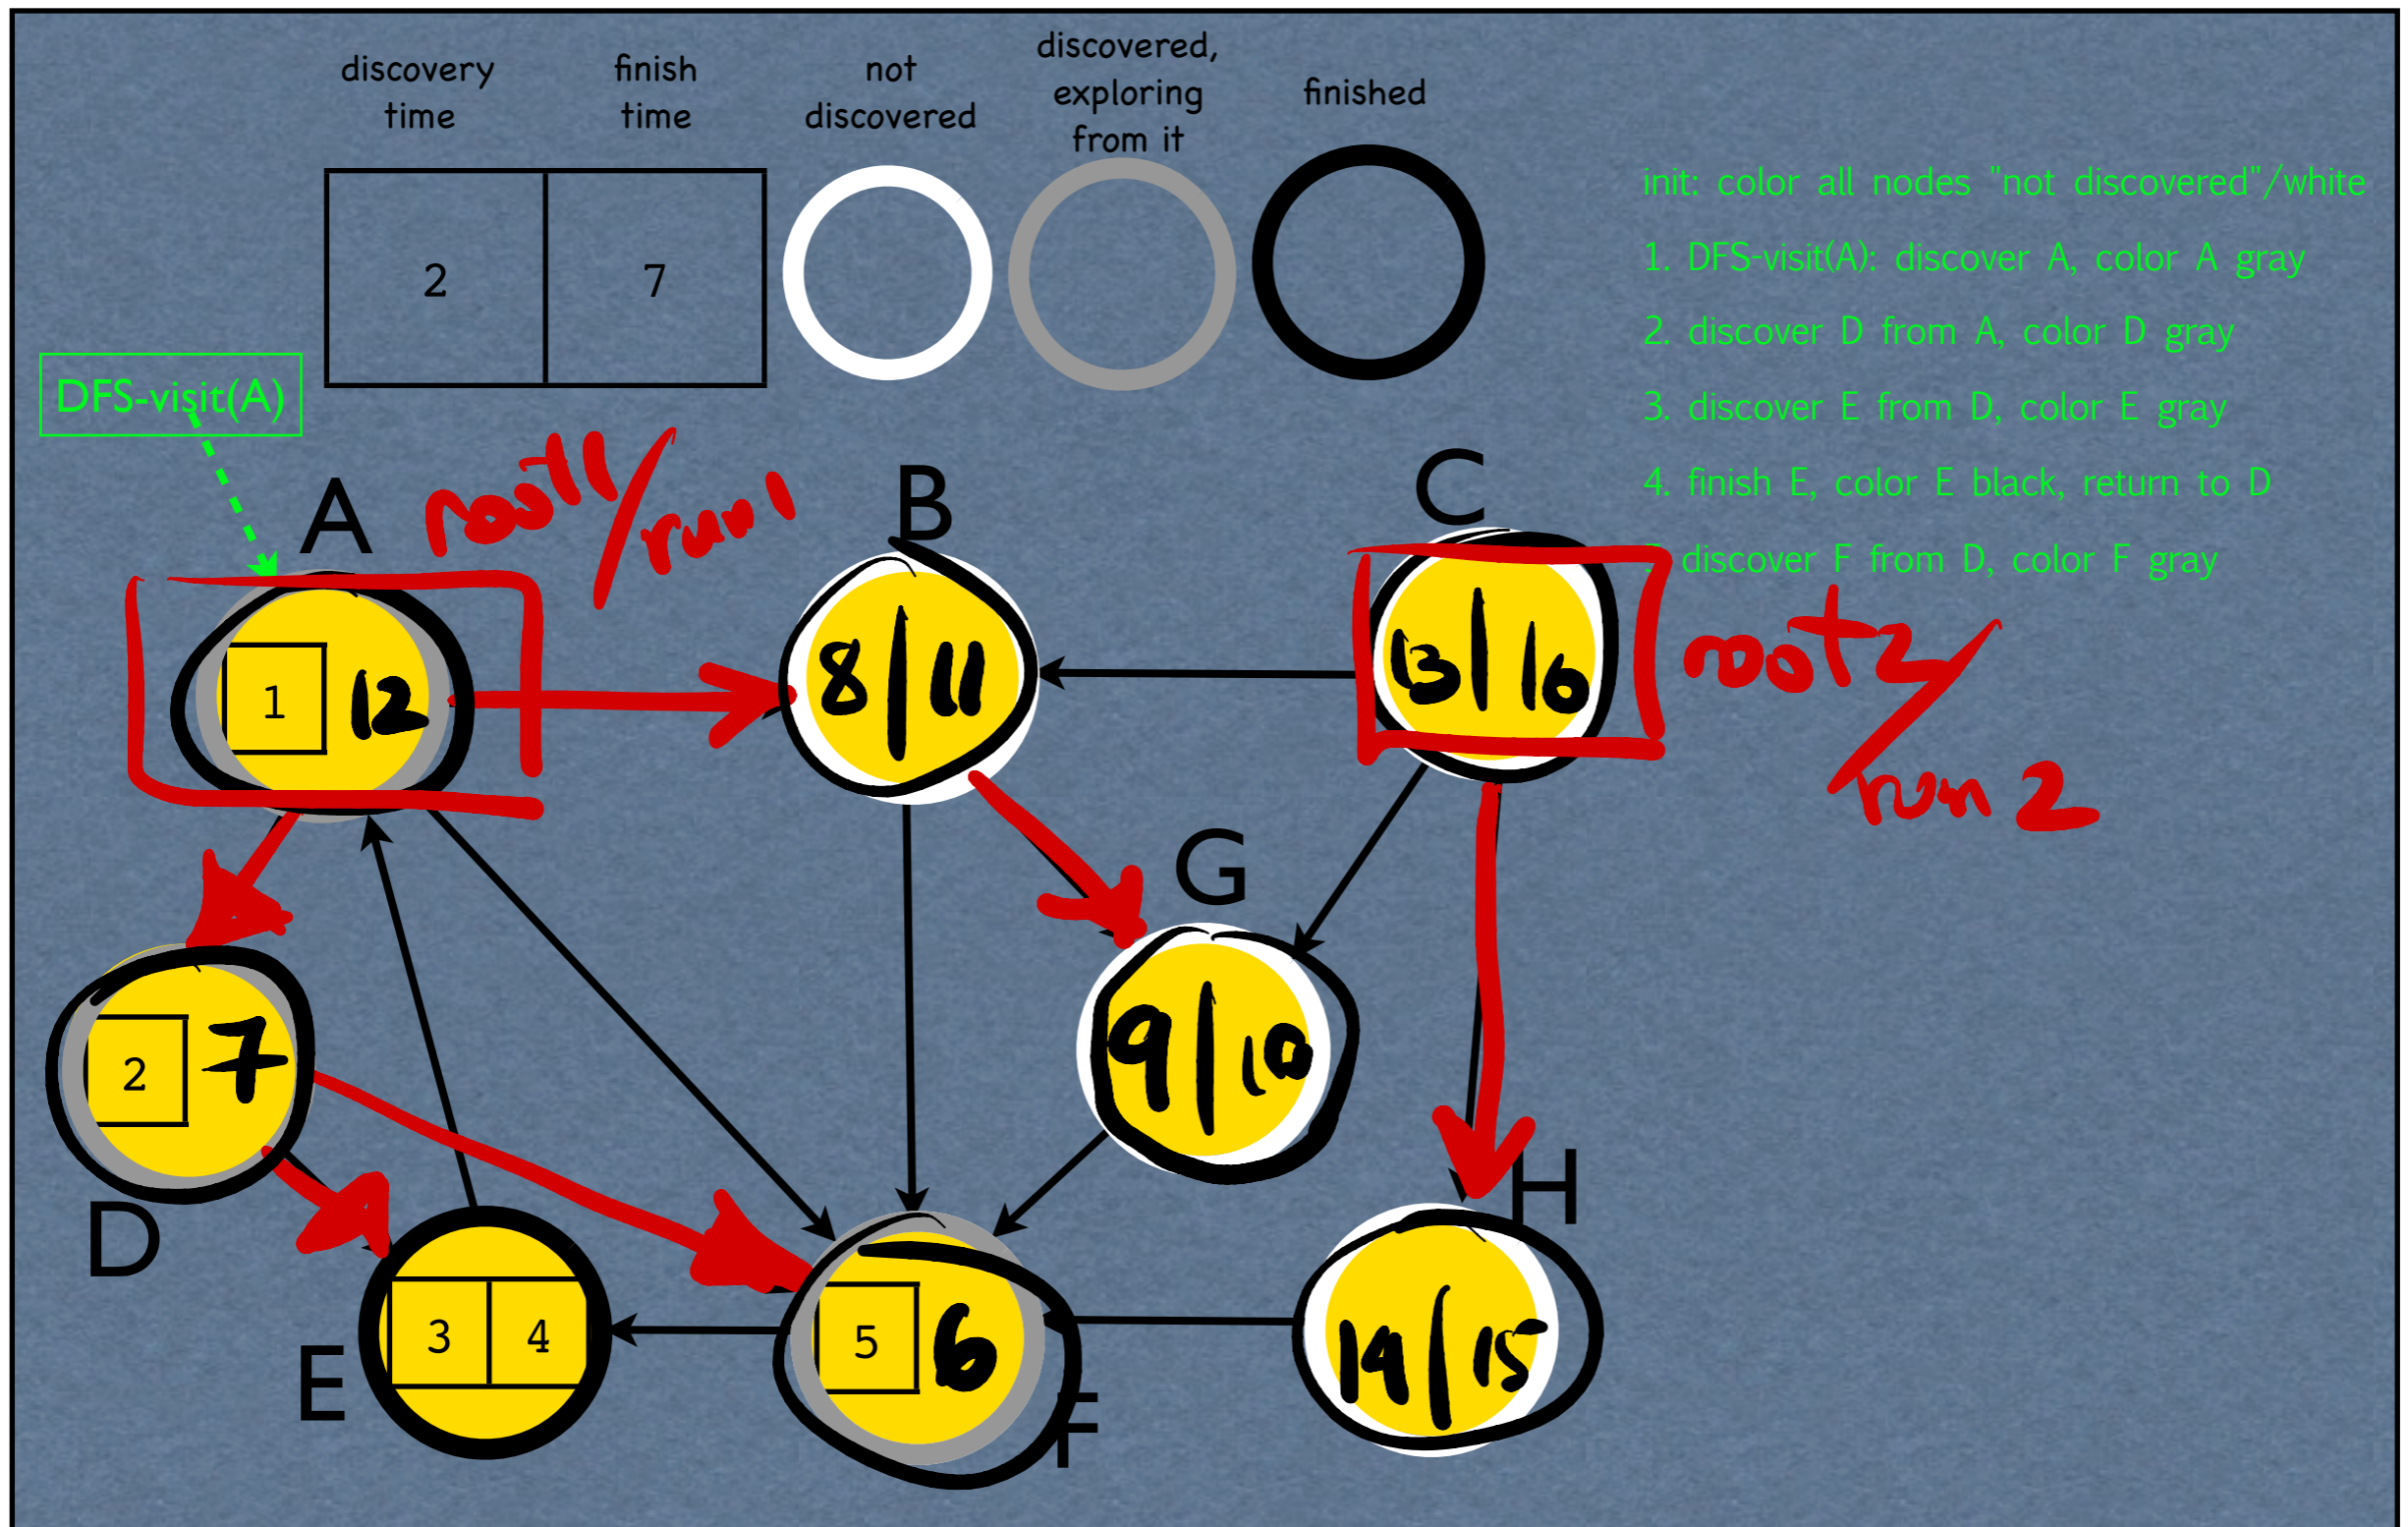 discovery
time
finish
time
not
discovered
discovered,
exploring
from it
finished
2
7
init: color all nodes "not discovered"/white
1. DFS-visit(A): discover A, color A gray
2. discover D from A, color D gray
3. discover E from D, color E gray
4. finish E, color E black, return to D
5 discover F from D, color F gray
DFS-visit(A)
A
root1/
run1
B
C
1 12
8|11
13|16
root2/
run 2
G
2 7
9|10
D
H
3 4
5 6
14|15
E
F